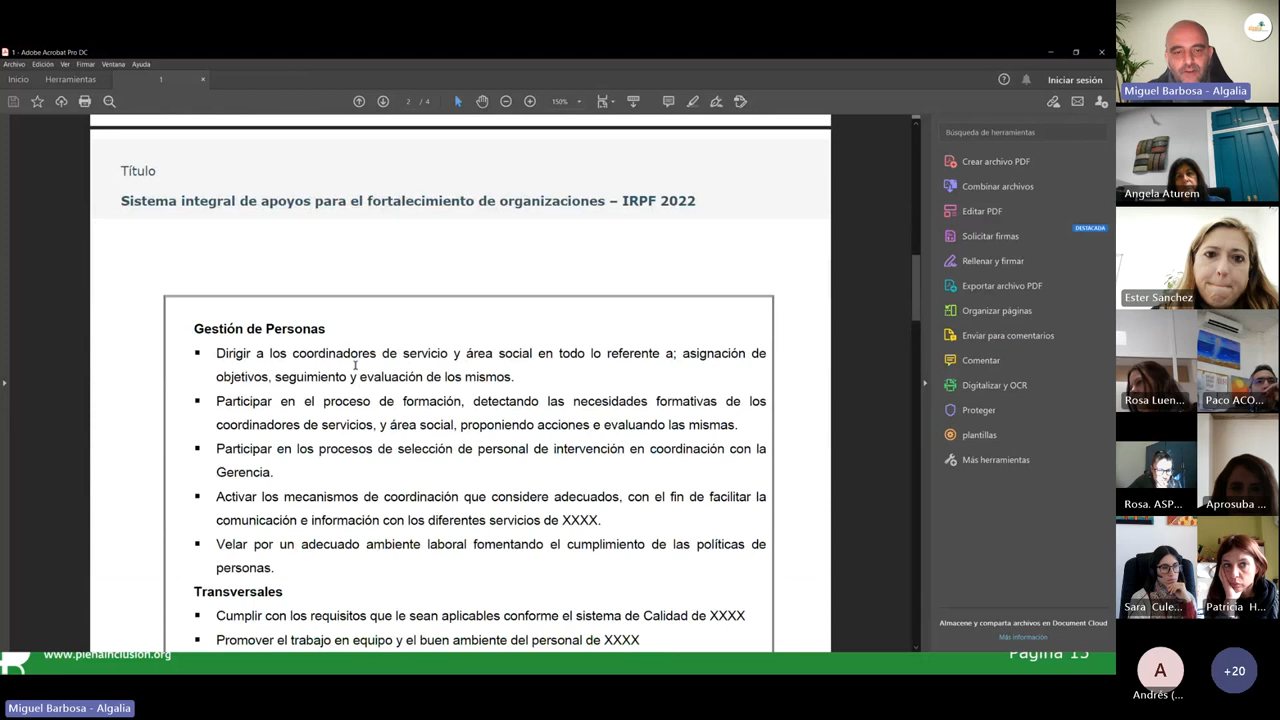 1 - Adobe Acrobat Pro DC
Archivo Edición Ver Firmar Ventana Ayuda
Inicio Herramientas 1 × Iniciar sesión
2 / 4 150%
Título
Sistema integral de apoyos para el fortalecimiento de organizaciones – IRPF 2022
Gestión de Personas
▪ Dirigir a los coordinadores de servicio y área social en todo lo referente a; asignación de
objetivos, seguimiento y evaluación de los mismos.
▪ Participar en el proceso de formación, detectando las necesidades formativas de los
coordinadores de servicios, y área social, proponiendo acciones e evaluando las mismas.
▪ Participar en los procesos de selección de personal de intervención en coordinación con la
Gerencia.
▪ Activar los mecanismos de coordinación que considere adecuados, con el fin de facilitar la
comunicación e información con los diferentes servicios de XXXX.
▪ Velar por un adecuado ambiente laboral fomentando el cumplimiento de las políticas de
personas.
Transversales
▪ Cumplir con los requisitos que le sean aplicables conforme el sistema de Calidad de XXXX
▪ Promover el trabajo en equipo y el buen ambiente del personal de XXXX
www.plenainclusion.org
Página 15
Búsqueda de herramientas
Crear archivo PDF
Combinar archivos
Editar PDF
Solicitar firmas
DESTACADA
Rellenar y firmar
Exportar archivo PDF
Organizar páginas
Enviar para comentarios
Comentar
Digitalizar y OCR
Proteger
plantillas
Más herramientas
Almacene y comparta archivos en Document Cloud
Más información
Miguel Barbosa - Algalia
Angela Aturem
Ester Sanchez
Rosa Luen... Paco ACO...
Rosa. ASP... Aprosuba ...
Sara Cule... Patricia H...
A
+20
Andrés (...
Miguel Barbosa - Algalia